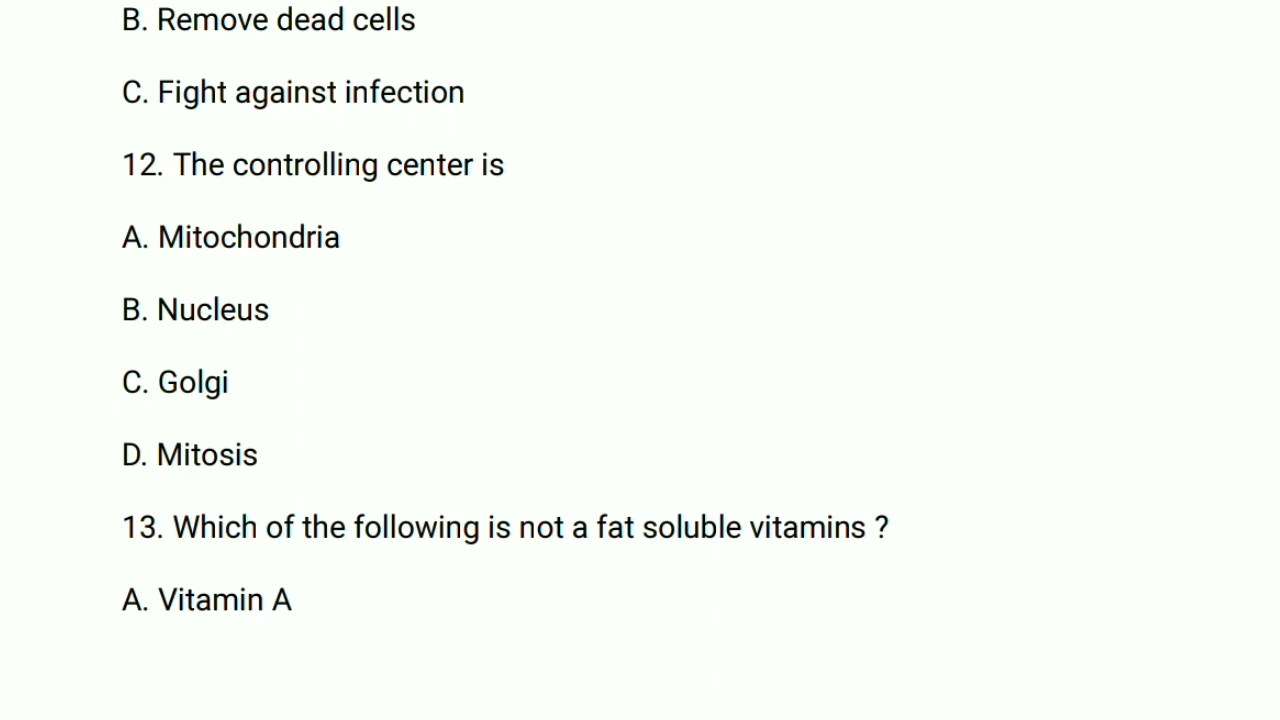 B. Remove dead cells
C. Fight against infection
12. The controlling center is
A. Mitochondria
B. Nucleus
C. Golgi
D. Mitosis
13. Which of the following is not a fat soluble vitamins ?
A. Vitamin A